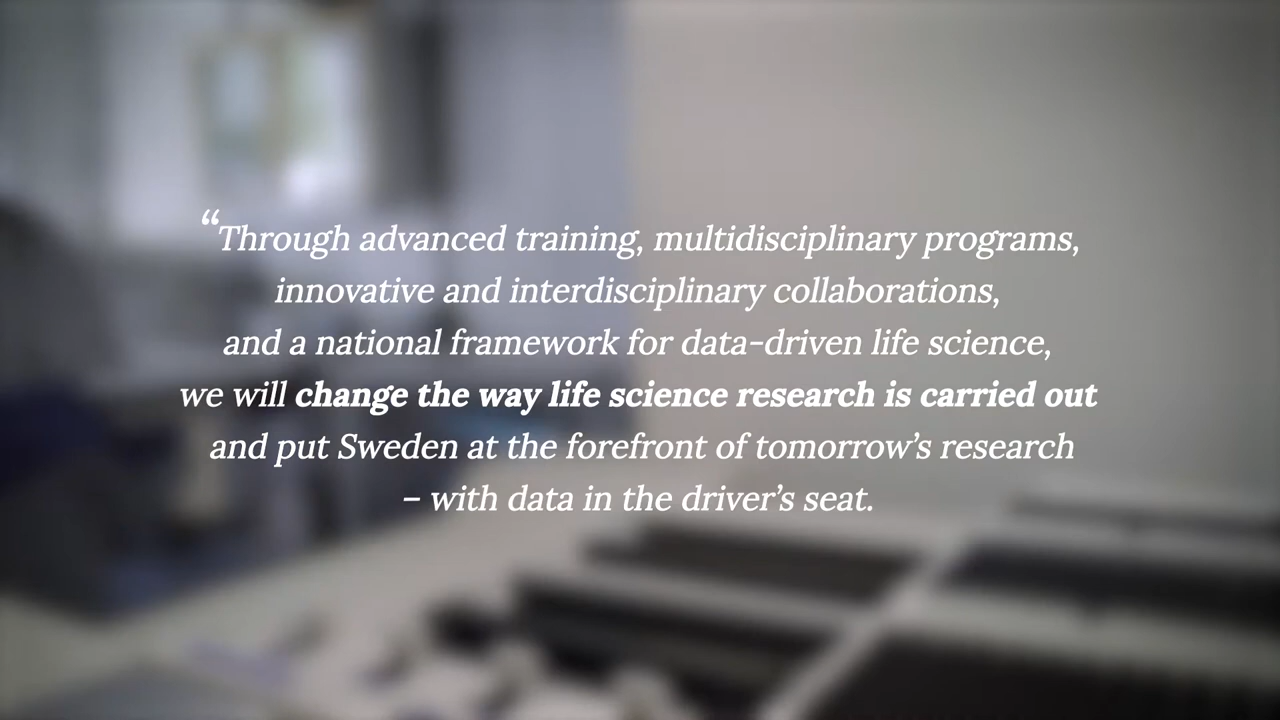 “Through advanced training, multidisciplinary programs,
innovative and interdisciplinary collaborations,
and a national framework for data-driven life science,
we will change the way life science research is carried out
and put Sweden at the forefront of tomorrow’s research
– with data in the driver’s seat.